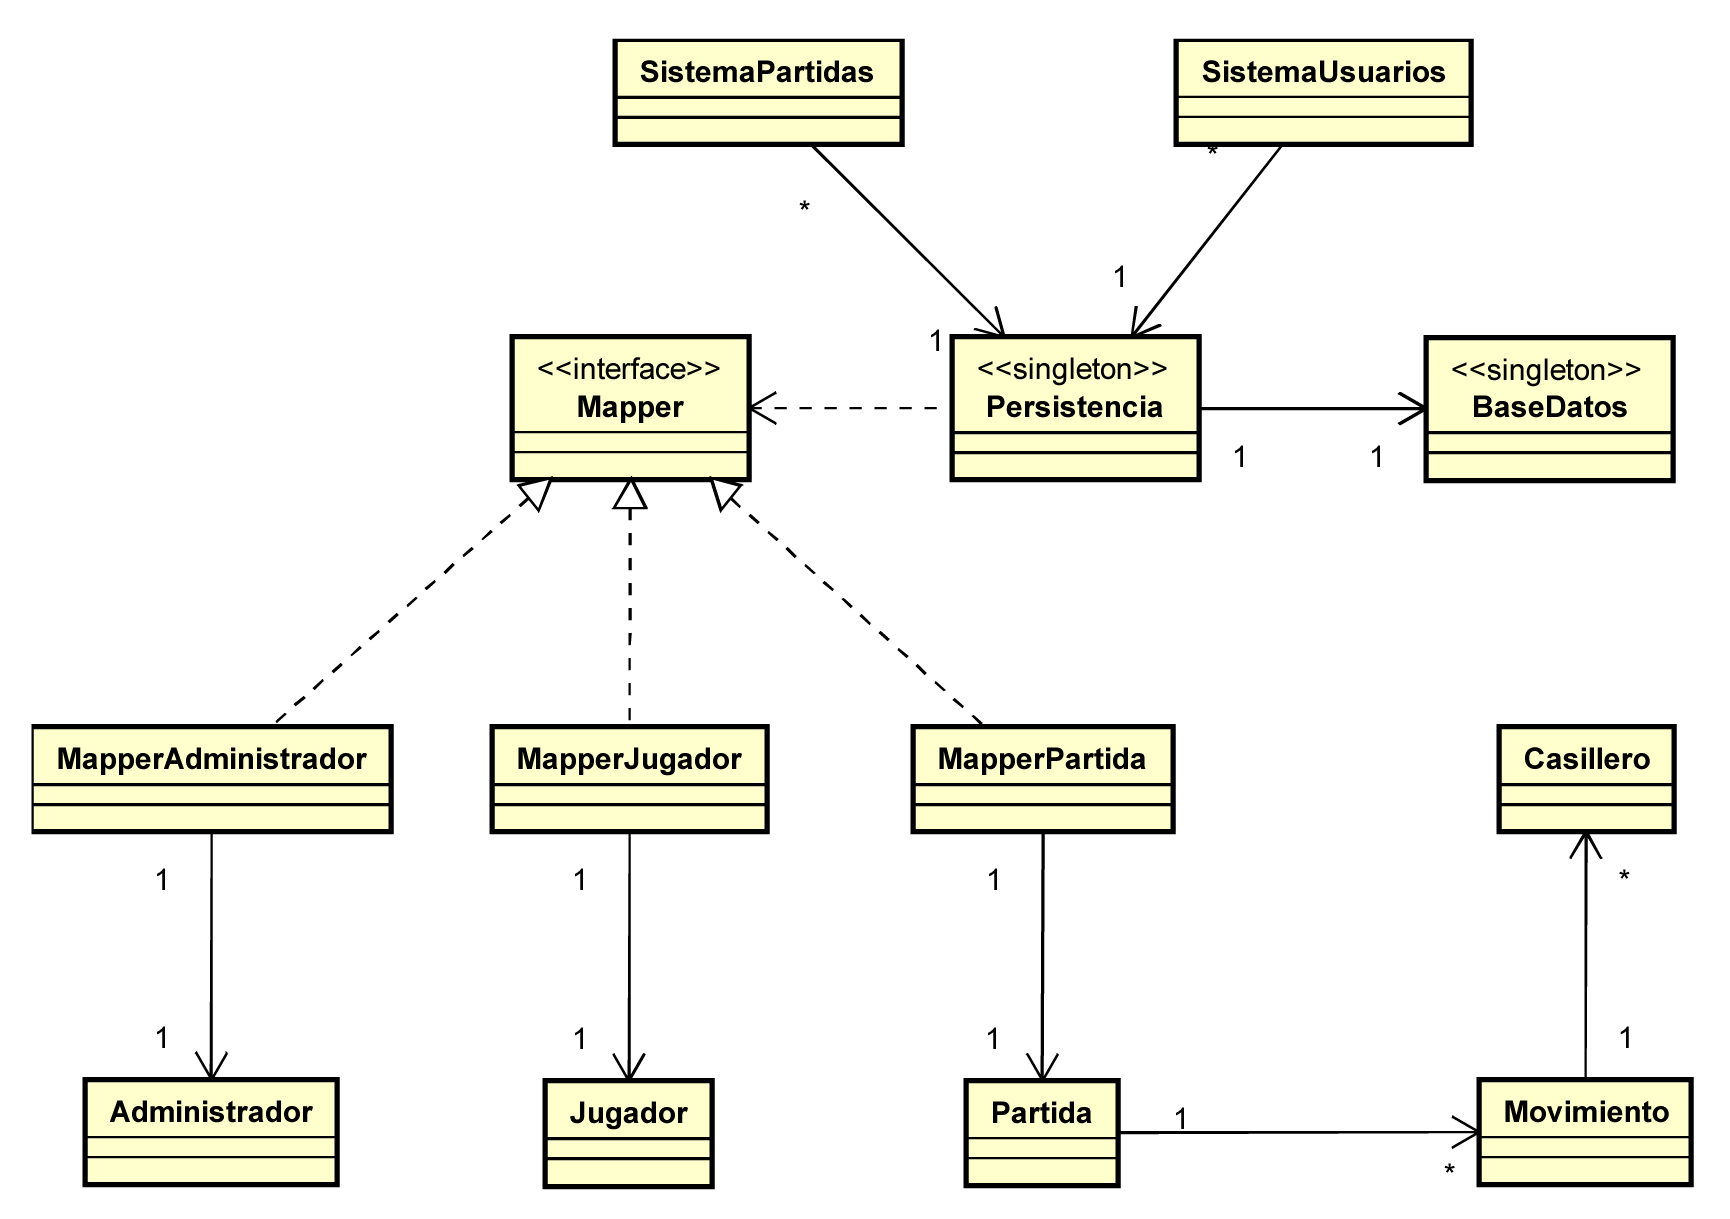 SistemaPartidas
SistemaUsuarios
*
*
1
1
<<interface>>
Mapper
<<singleton>>
Persistencia
<<singleton>>
BaseDatos
1
1
MapperAdministrador
MapperJugador
MapperPartida
Casillero
1
1
1
*
1
1
1
1
Administrador
Jugador
Partida
1
Movimiento
*